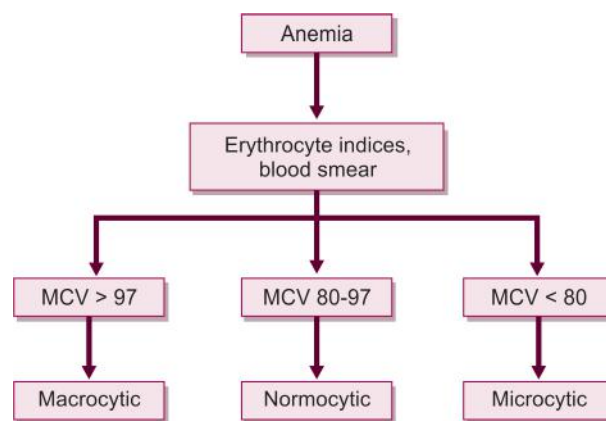 Anemia
Erythrocyte indices,
blood smear
MCV > 97
MCV 80-97
MCV < 80
Macrocytic
Normocytic
Microcytic